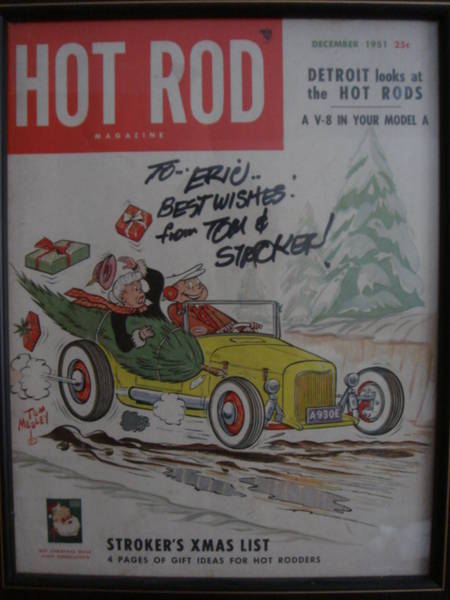 HOT ROD
MAGAZINE
DECEMBER 1951 25c
DETROIT looks at
the HOT RODS
A V-8 IN YOUR MODEL A
TO-- "ERIC"..
BEST WISHES!
from TOM &
STROKER!
A930E
TOM
MEDLEY
STROKER'S XMAS LIST
4 PAGES OF GIFT IDEAS FOR HOT RODDERS